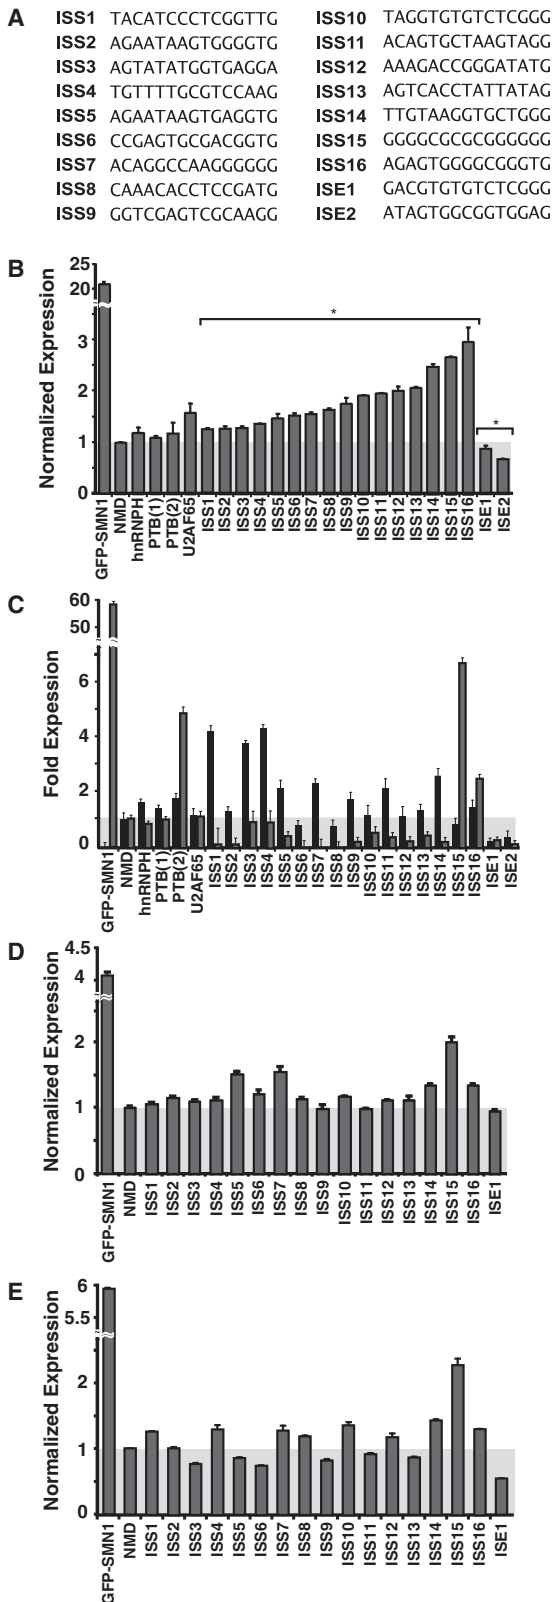 A
ISS1 TACATCCCTCGGTTG
ISS2 AGAATAAGTGGGGTTG
ISS3 AGTATATGGTGAGGA
ISS4 TGTTTTGCGTCCAAG
ISS5 AGAATAAGTGAGGTG
ISS6 CCGAGTGCGACGGTG
ISS7 ACAGGCCAAGGGGGG
ISS8 CAAACACCTCCGATG
ISS9 GGTCGAGTCGCAAGG
ISS10 TAGGTGTGTCTCGGG
ISS11 ACAGTGCTAAGTAGG
ISS12 AAAGACCGGGATATG
ISS13 AGTCACCTATTATAG
ISS14 TTGTAAGGTGCTGGG
ISS15 GGGGCGCGCGGGGGG
ISS16 AGAGTGGGGCGGGTG
ISE1 GACGTGTGTCTCGGG
ISE2 ATAGTGGCGGTGGAG
B
Normalized Expression
25
20
3
2
1
0
*
*
GFP-SMN1
NMD
hnRNPH
PTB(1)
PTB(2)
U2AF65
ISS1
ISS2
ISS3
ISS4
ISS5
ISS6
ISS7
ISS8
ISS9
ISS10
ISS11
ISS12
ISS13
ISS14
ISS15
ISS16
ISE1
ISE2
C
Fold Expession
60
50
6
4
2
0
GFP-SMN1
NMD
hnRNPH
PTB(1)
PTB(2)
U2AF65
ISS1
ISS2
ISS3
ISS4
ISS5
ISS6
ISS7
ISS8
ISS9
ISS10
ISS11
ISS12
ISS13
ISS14
ISS15
ISS16
ISE1
ISE2
D
Normalized Expression
4.5
4
2
1
0
GFP-SMN1
NMD
ISS1
ISS2
ISS3
ISS4
ISS5
ISS6
ISS7
ISS8
ISS9
ISS10
ISS11
ISS12
ISS13
ISS14
ISS15
ISS16
ISE1
E
Normalized Expression
6
5.5
2
1
0
GFP-SMN1
NMD
ISS1
ISS2
ISS3
ISS4
ISS5
ISS6
ISS7
ISS8
ISS9
ISS10
ISS11
ISS12
ISS13
ISS14
ISS15
ISS16
ISE1